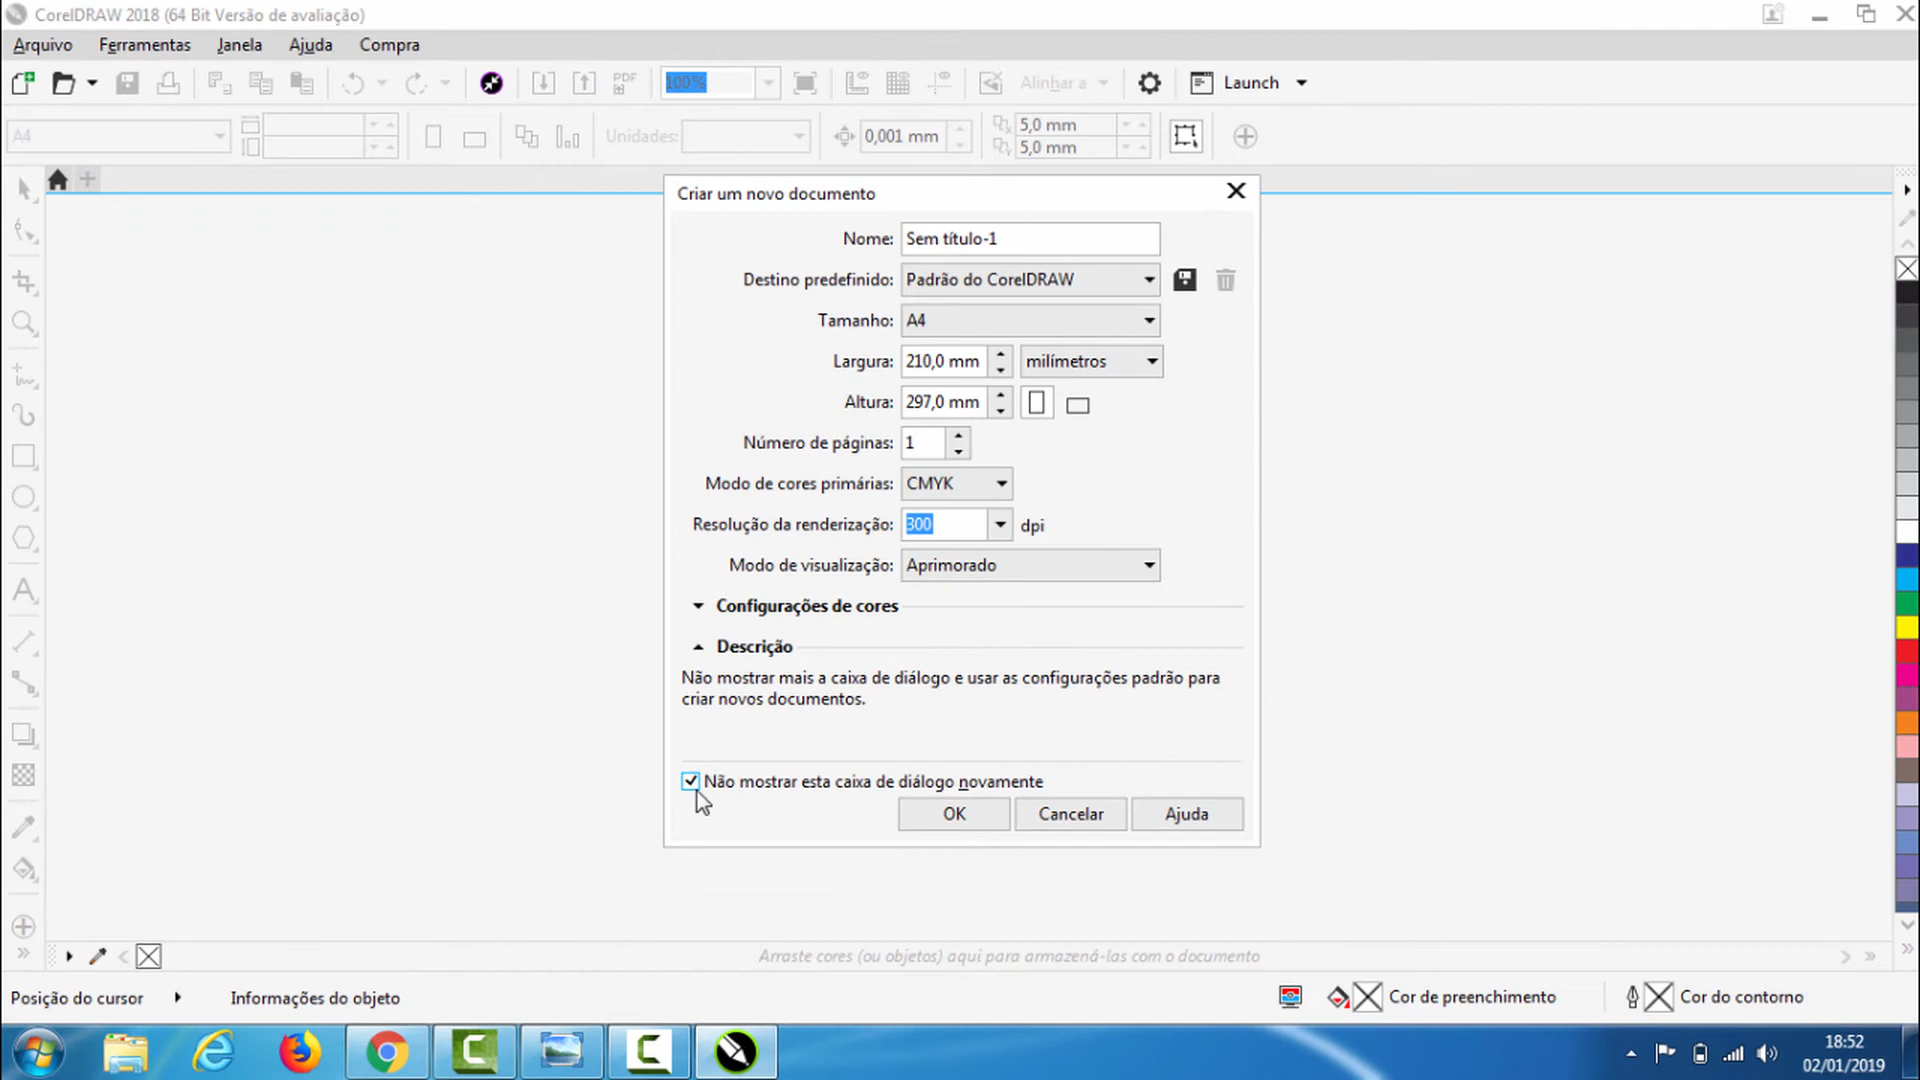 CorelDRAW 2018 (64 Bit Versão de avaliação)
Arquivo Ferramentas Janela Ajuda Compra
PDF 100% Alinhar a Launch
A4 Unidades: 0,001 mm 5,0 mm
5,0 mm
Criar um novo documento
Nome: Sem título-1
Destino predefinido: Padrão do CorelDRAW
Tamanho: A4
Largura: 210,0 mm milímetros
Altura: 297,0 mm
Número de páginas: 1
Modo de cores primárias: CMYK
Resolução da renderização: 300 dpi
Modo de visualização: Aprimorado
Configurações de cores
Descrição
Não mostrar mais a caixa de diálogo e usar as configurações padrão para
criar novos documentos.
Não mostrar esta caixa de diálogo novamente
OK Cancelar Ajuda
Arraste cores (ou objetos) aqui para armazená-las com o documento
Posição do cursor Informações do objeto Cor de preenchimento Cor do contorno
18:52
02/01/2019